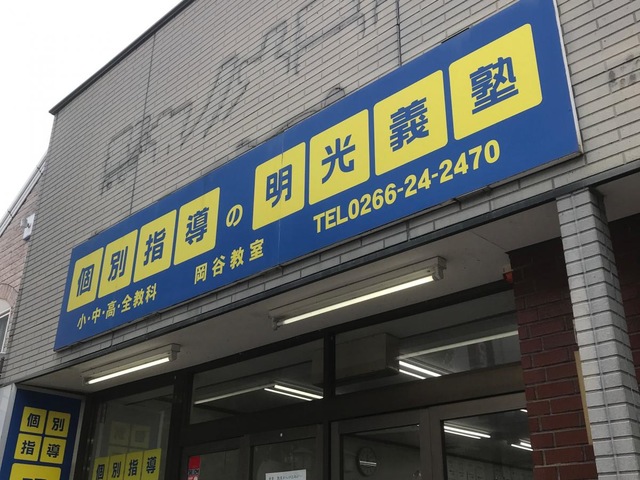 個別指導の明光義塾
小・中・高・全教科 岡谷教室 TEL0266-24-2470
個別
指導
個別指導